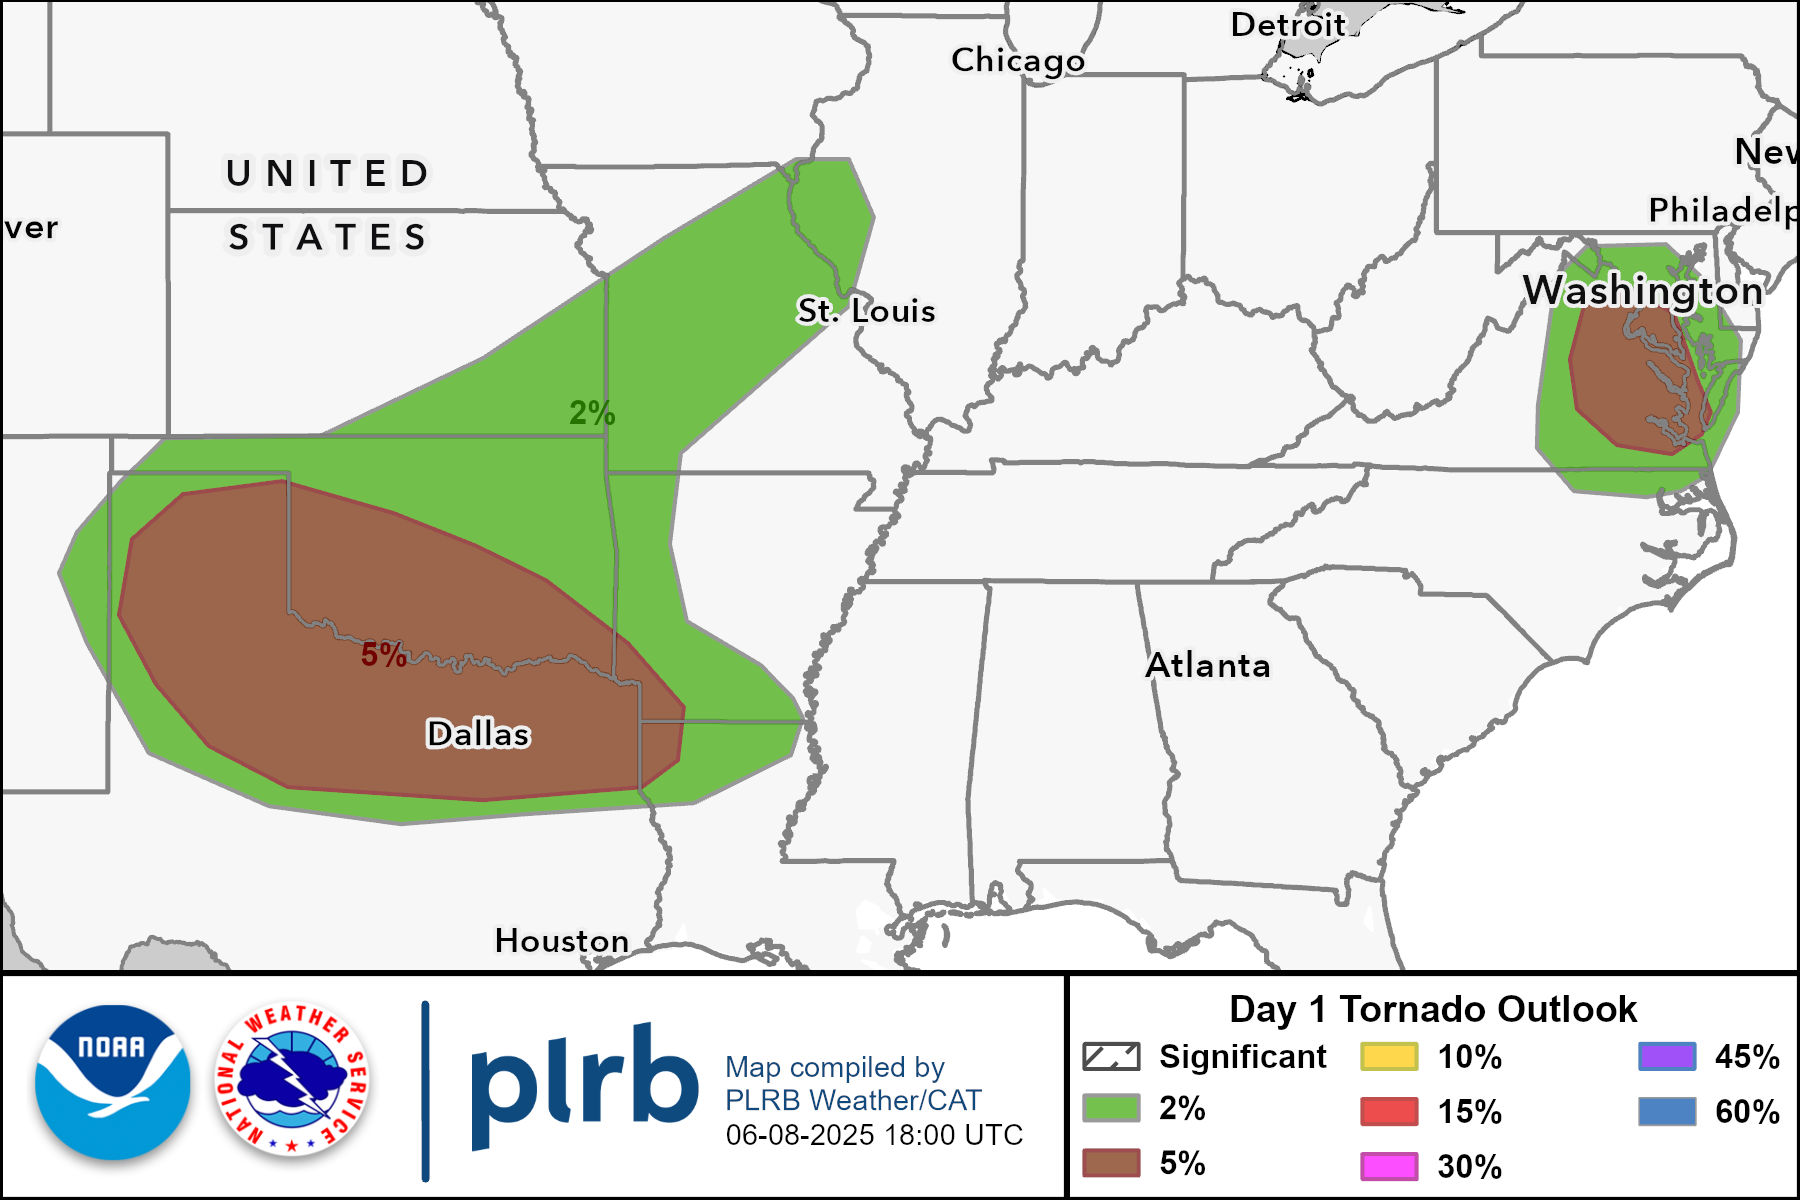 Detroit
Chicago
UNITED
STATES
New
ver
Philadelp
Washington
St. Louis
2%
5%
Atlanta
Dallas
Houston
NOAA
NATIONAL WEATHER SERVICE
plrb
Map compiled by
PLRB Weather/CAT
06-08-2025 18:00 UTC
Day 1 Tornado Outlook
Significant
2%
5%
10%
15%
30%
45%
60%